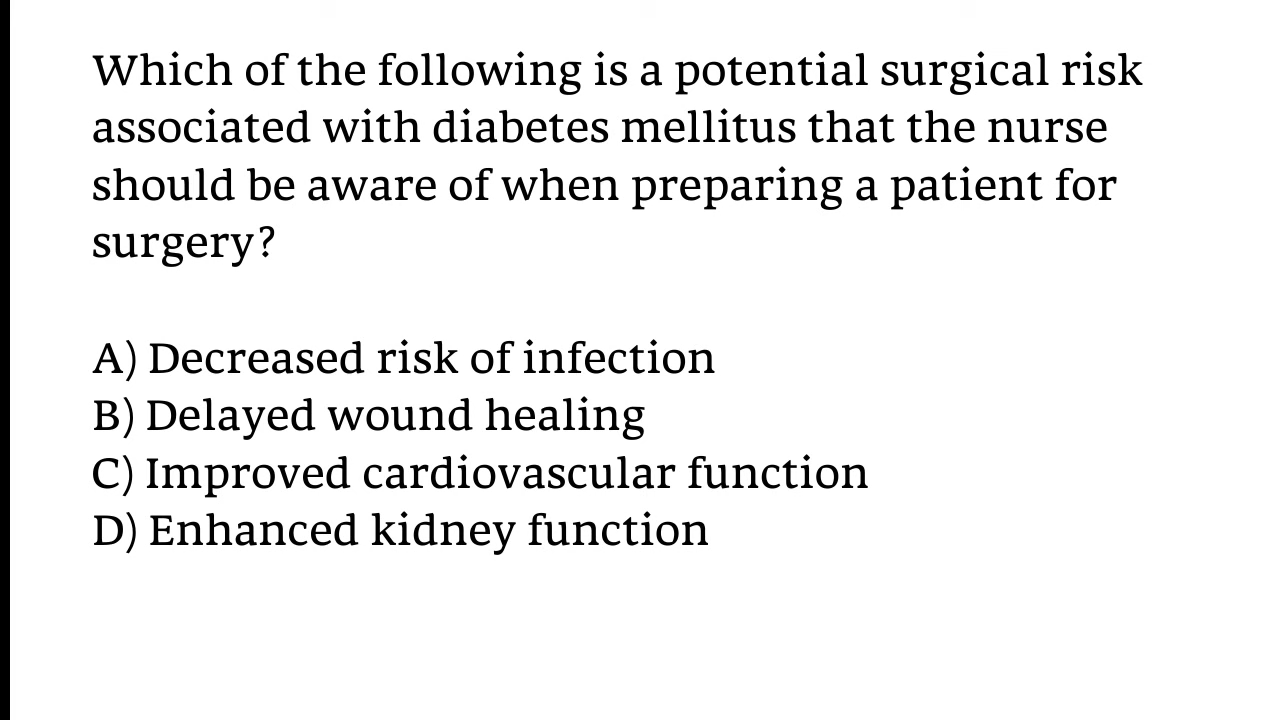 Which of the following is a potential surgical risk
associated with diabetes mellitus that the nurse
should be aware of when preparing a patient for
surgery?
A) Decreased risk of infection
B) Delayed wound healing
C) Improved cardiovascular function
D) Enhanced kidney function